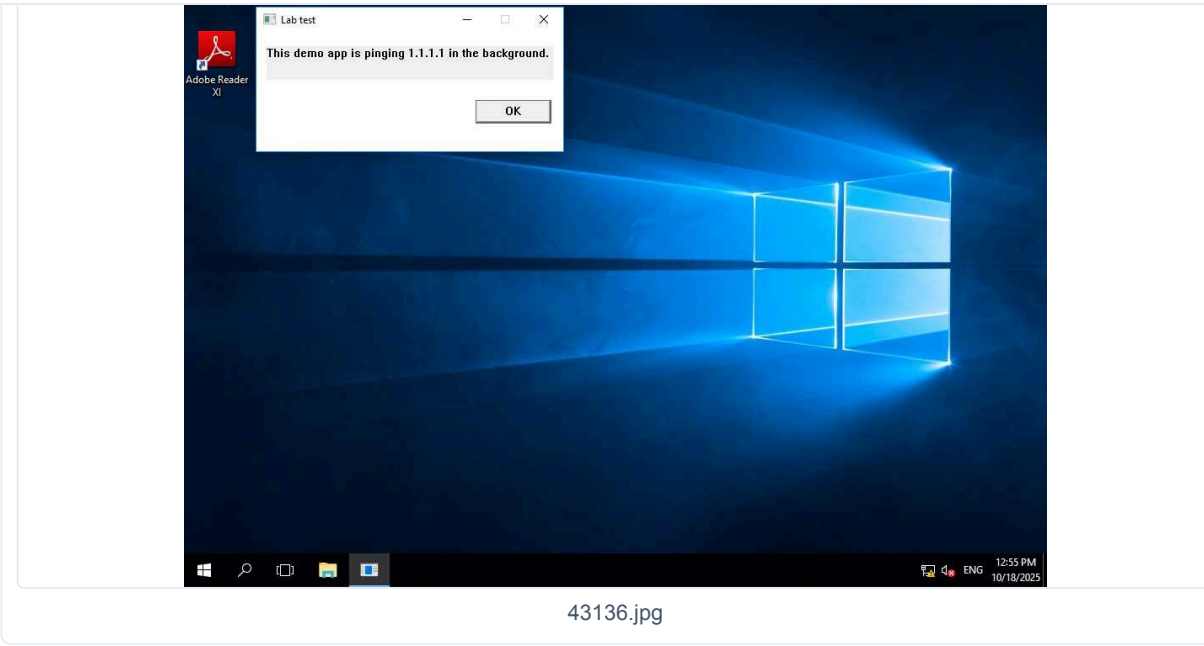 Lab test
This demo app is pinging 1.1.1.1 in the background.
OK
Adobe Reader
XI
ENG
12:55 PM
10/18/2025
43136.jpg